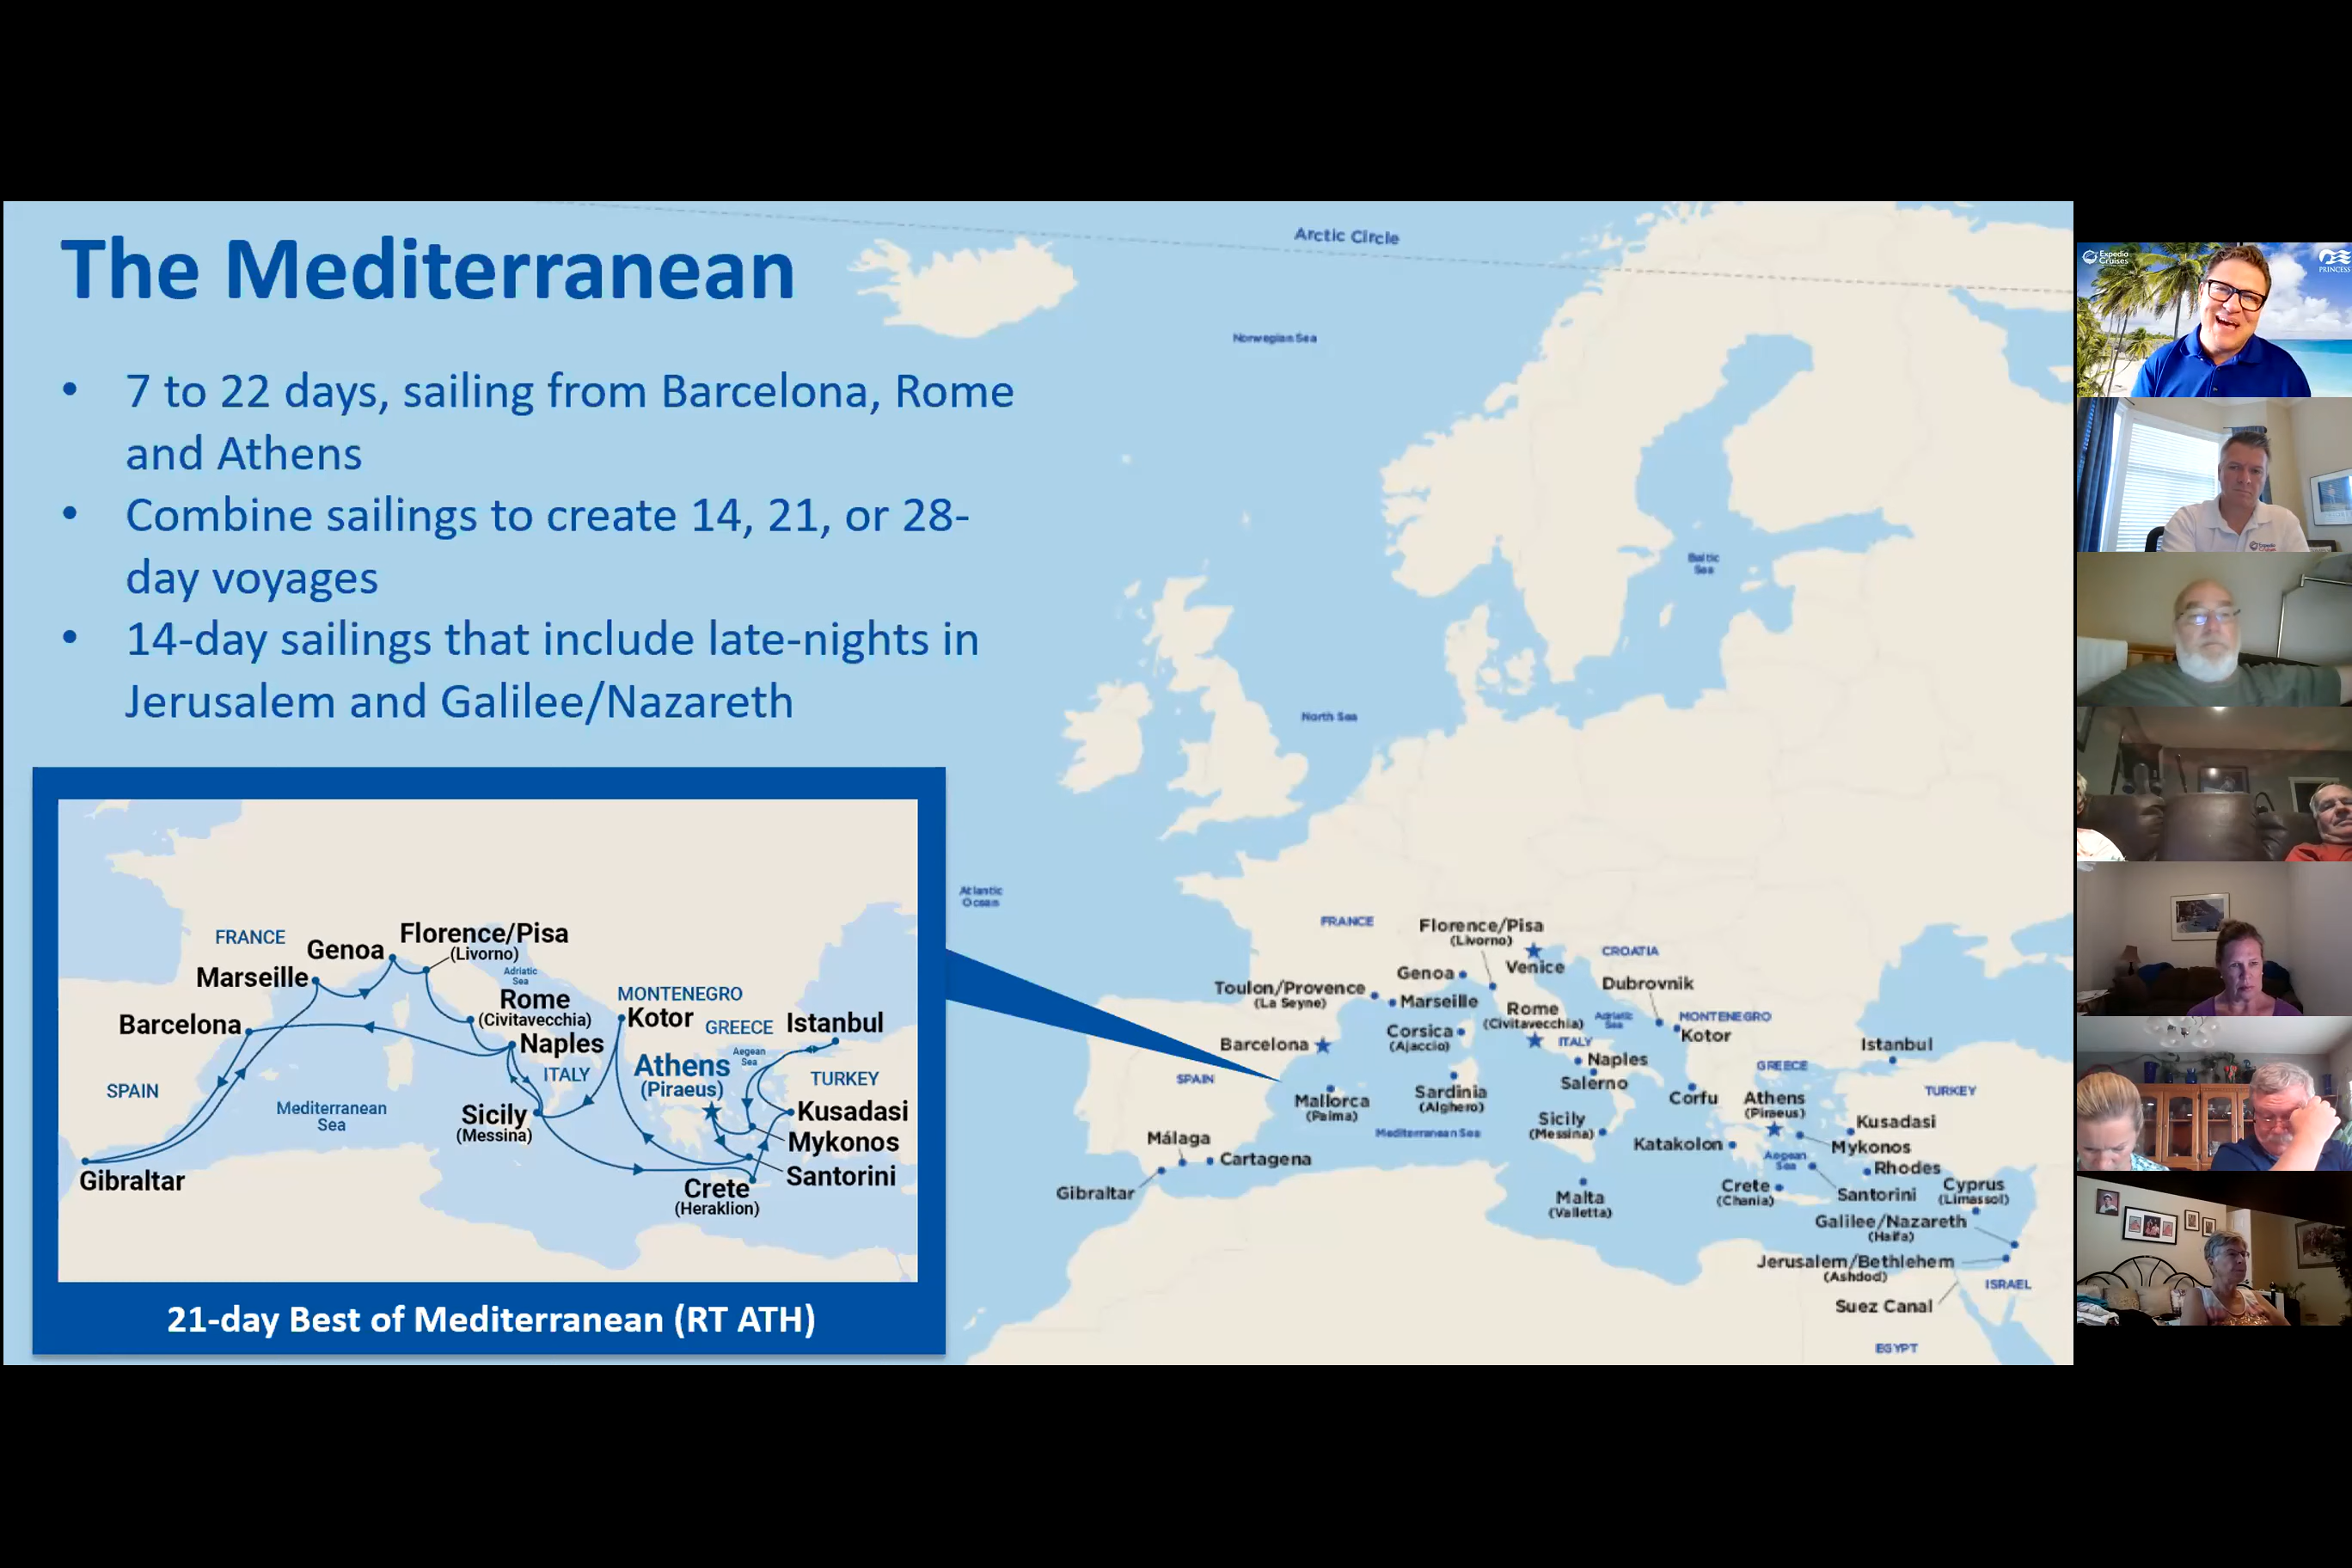 The Mediterranean
• 7 to 22 days, sailing from Barcelona, Rome
and Athens
• Combine sailings to create 14, 21, or 28-
day voyages
• 14-day sailings that include late-nights in
Jerusalem and Galilee/Nazareth
FRANCE
Genoa
Florence/Pisa
(Livorno)
Marseille
Adriatic
Sea
Rome
(Civitavecchia)
MONTENEGRO
Kotor
GREECE
Istanbul
Barcelona
Naples
Athens
(Piraeus)
Aegean
Sea
ITALY
TURKEY
SPAIN
Mediterranean
Sea
Sicily
(Messina)
Kusadasi
Mykonos
Santorini
Gibraltar
Crete
(Heraklion)
21-day Best of Mediterranean (RT ATH)
Arctic Circle
Norwegian Sea
Baltic
Sea
North Sea
Atlantic
Ocean
FRANCE
Florence/Pisa
(Livorno)
Venice
CROATIA
Genoa
Dubrovnik
Toulon/Provence
(La Seyne)
Marseille
Rome
(Civitavecchia)
Adriatic
Sea
MONTENEGRO
Kotor
Corsica
(Ajaccio)
Barcelona
ITALY
Naples
Istanbul
SPAIN
Salerno
GREECE
Mallorca
(Palma)
Sardinia
(Alghero)
Corfu
Athens
(Piraeus)
TURKEY
Mediterranean Sea
Sicily
(Messina)
Kusadasi
Málaga
Katakolon
Mykonos
Cartagena
Aegean
Sea
Rhodes
Gibraltar
Malta
(Valletta)
Crete
(Chania)
Santorini
Cyprus
(Limassol)
Galilee/Nazareth
(Haifa)
Jerusalem/Bethlehem
(Ashdod)
ISRAEL
Suez Canal
EGYPT
Expedia
Cruises
PRINCESS